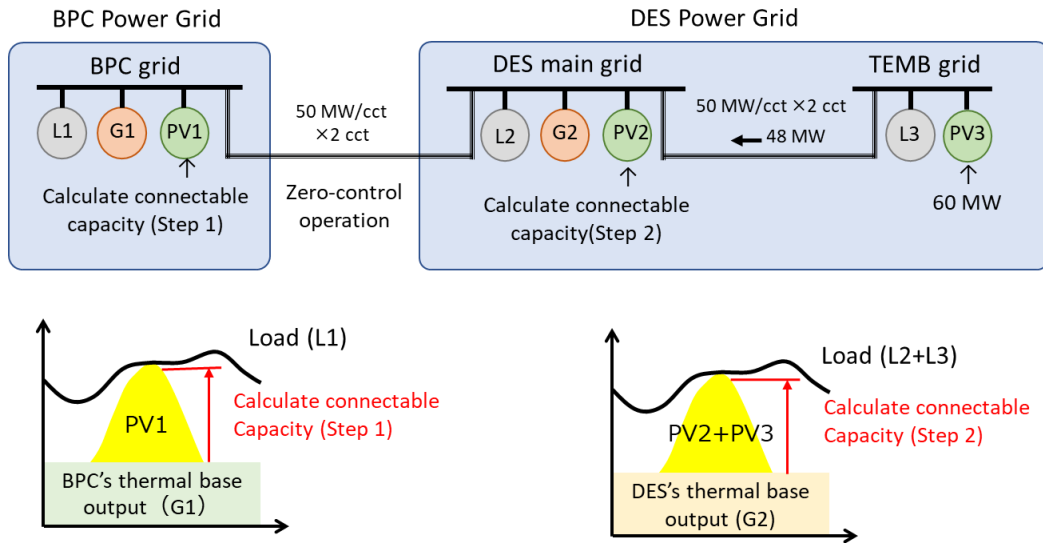 BPC Power Grid
DES Power Grid
BPC grid
DES main grid
TEMB grid
L1
G1
PV1
50 MW/cct
×2 cct
L2
G2
PV2
50 MW/cct ×2 cct
48 MW
L3
PV3
Calculate connectable
capacity (Step 1)
Zero-control
operation
Calculate connectable
capacity(Step 2)
60 MW
Load (L1)
Calculate connectable
Capacity (Step 1)
PV1
BPC's thermal base
output（G1）
Load (L2+L3)
Calculate connectable
Capacity (Step 2)
PV2+PV3
DES's thermal base
output (G2)